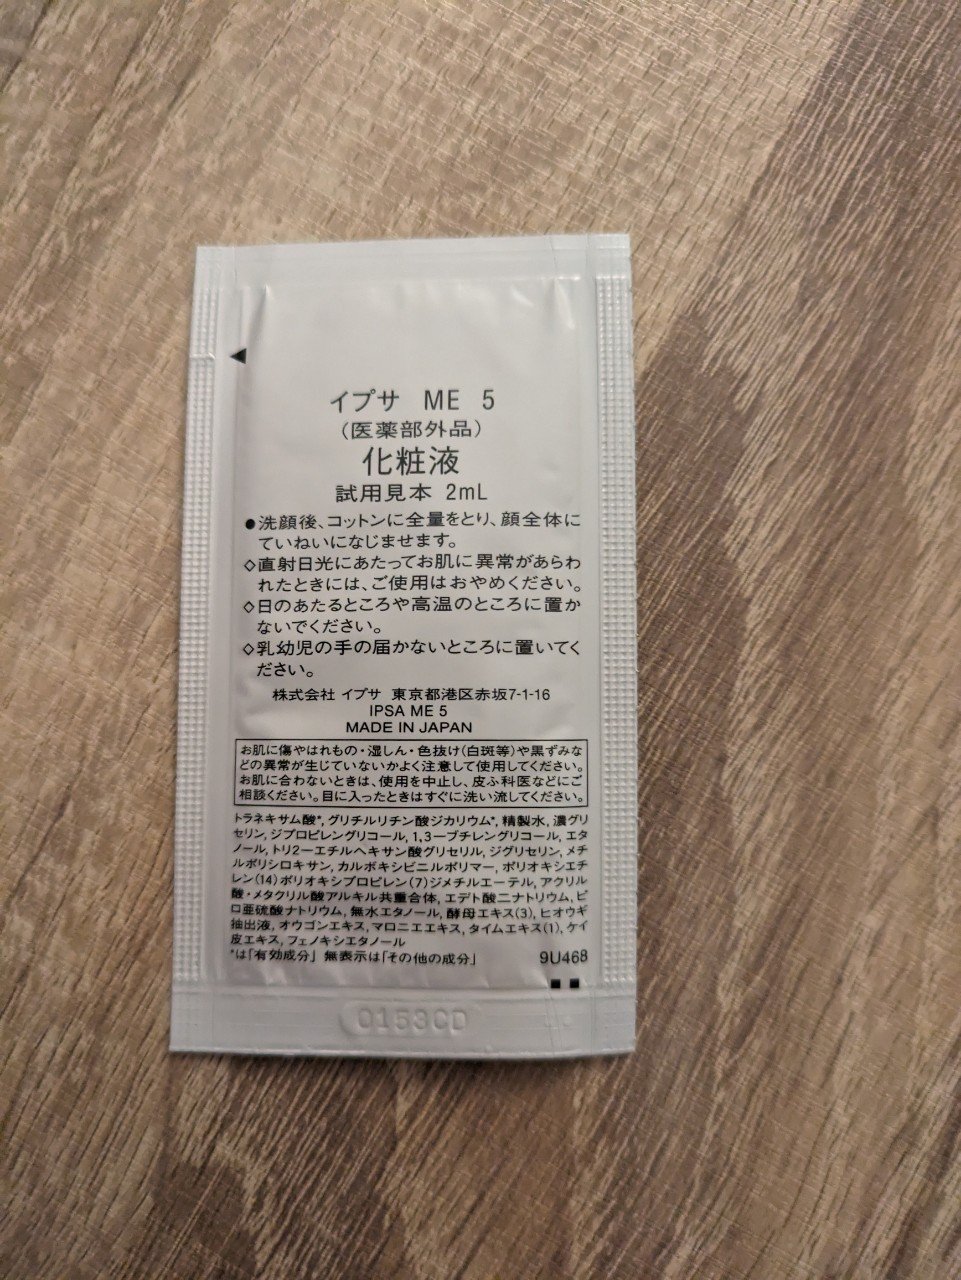 イプサ ME 5
(医薬部外品)
化粧液
試用見本 2mL
●洗顔後、コットンに全量をとり、顔全体に
ていねいになじませます。
◇直射日光にあたってお肌に異常があらわ
れたときには、ご使用はおやめください。
◇日のあたるところや高温のところに置か
ないでください。
◇乳幼児の手の届かないところに置いてく
ださい。
株式会社 イプサ 東京都港区赤坂7-1-16
IPSA ME 5
MADE IN JAPAN
お肌に傷やはれもの・湿しん・色抜け(白斑等)や黒ずみな
どの異常が生じていないかよく注意して使用してください。
お肌に合わないときは、使用を中止し、皮ふ科医などにご
相談ください。目に入ったときはすぐに洗い流してください。
トラネキサム酸*, グリチルリチン酸ジカリウム*, 精製水, 濃グリ
セリン, ジプロピレングリコール, 1,3ーブチレングリコール, エタ
ノール, トリ2ーエチルヘキサン酸グリセリル, ジグリセリン, メチ
ルポリシロキサン, カルボキシビニルポリマー, ポリオキシエチ
レン(14)ポリオキシプロピレン(7)ジメチルエーテル, アクリル
酸・メタクリル酸アルキル共重合体, エデト酸二ナトリウム, ピ
ロ亜硫酸ナトリウム, 無水エタノール, 酵母エキス(3), ヒオウギ
抽出液, オウゴンエキス, マロニエエキス, タイムエキス(1), ケイ
皮エキス, フェノキシエタノール
*は「有効成分」 無表示は「その他の成分」 9U468
0153CD